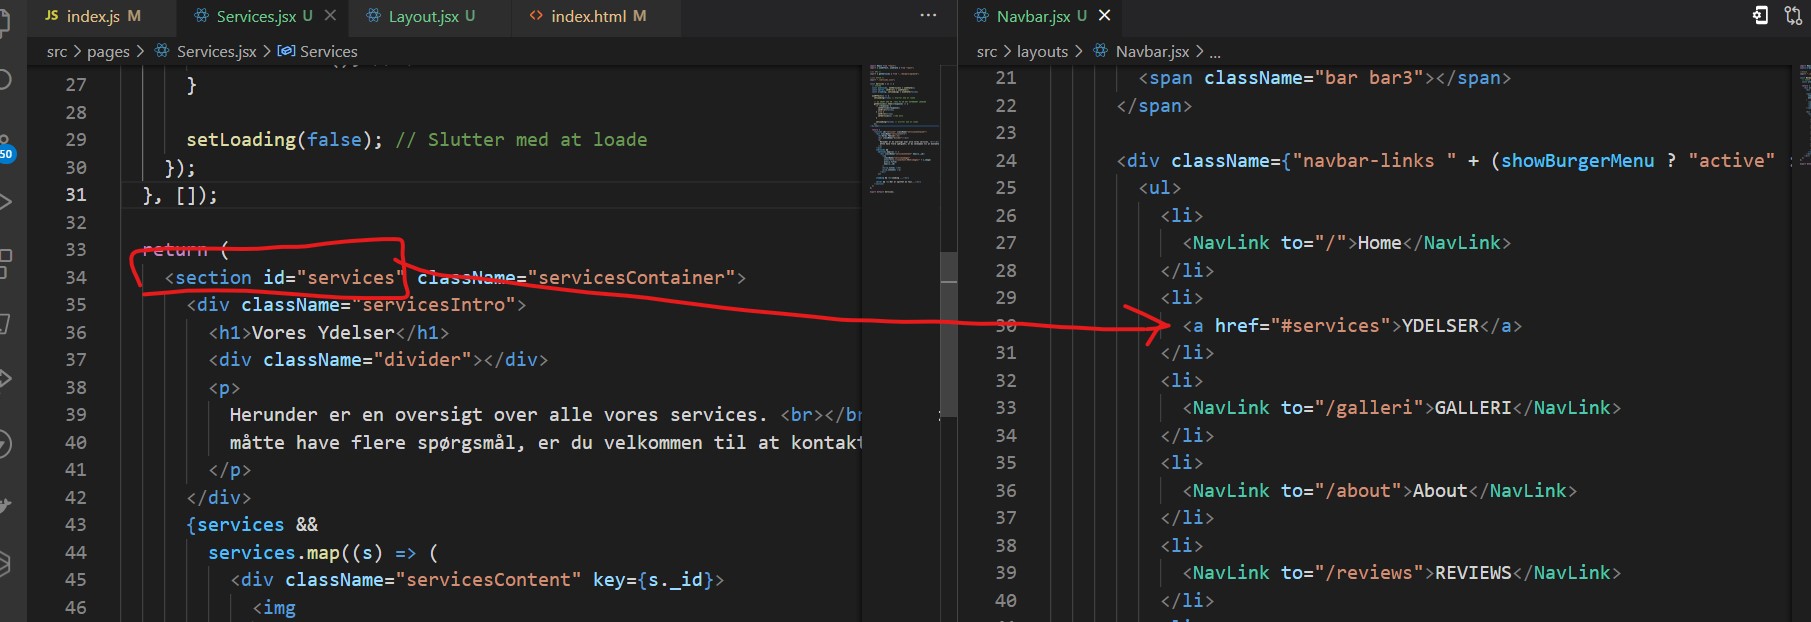 JS index.js M
Services.jsx U
Layout.jsx U
<> index.html M
...
Navbar.jsx U
src > pages > Services.jsx > Services
src > layouts > Navbar.jsx > ...
50
27 }
28
29 setLoading(false); // Slutter med at loade
30 });
31 }, []);
32
33 return (
34 <section id="services" className="servicesContainer">
35 <div className="servicesIntro">
36 <h1>Vores Ydelser</h1>
37 <div className="divider"></div>
38 <p>
39 Herunder er en oversigt over alle vores services. <br></br
40 måtte have flere spørgsmål, er du velkommen til at kontakt
41 </p>
42 </div>
43 {services &&
44 services.map((s) => (
45 <div className="servicesContent" key={s._id}>
46 <img
21 <span className="bar bar3"></span>
22 </span>
23
24 <div className={"navbar-links " + (showBurgerMenu ? "active" :
25 <ul>
26 <li>
27 <NavLink to="/">Home</NavLink>
28 </li>
29 <li>
30 <a href="#services">YDELSER</a>
31 </li>
32 <li>
33 <NavLink to="/galleri">GALLERI</NavLink>
34 </li>
35 <li>
36 <NavLink to="/about">About</NavLink>
37 </li>
38 <li>
39 <NavLink to="/reviews">REVIEWS</NavLink>
40 </li>